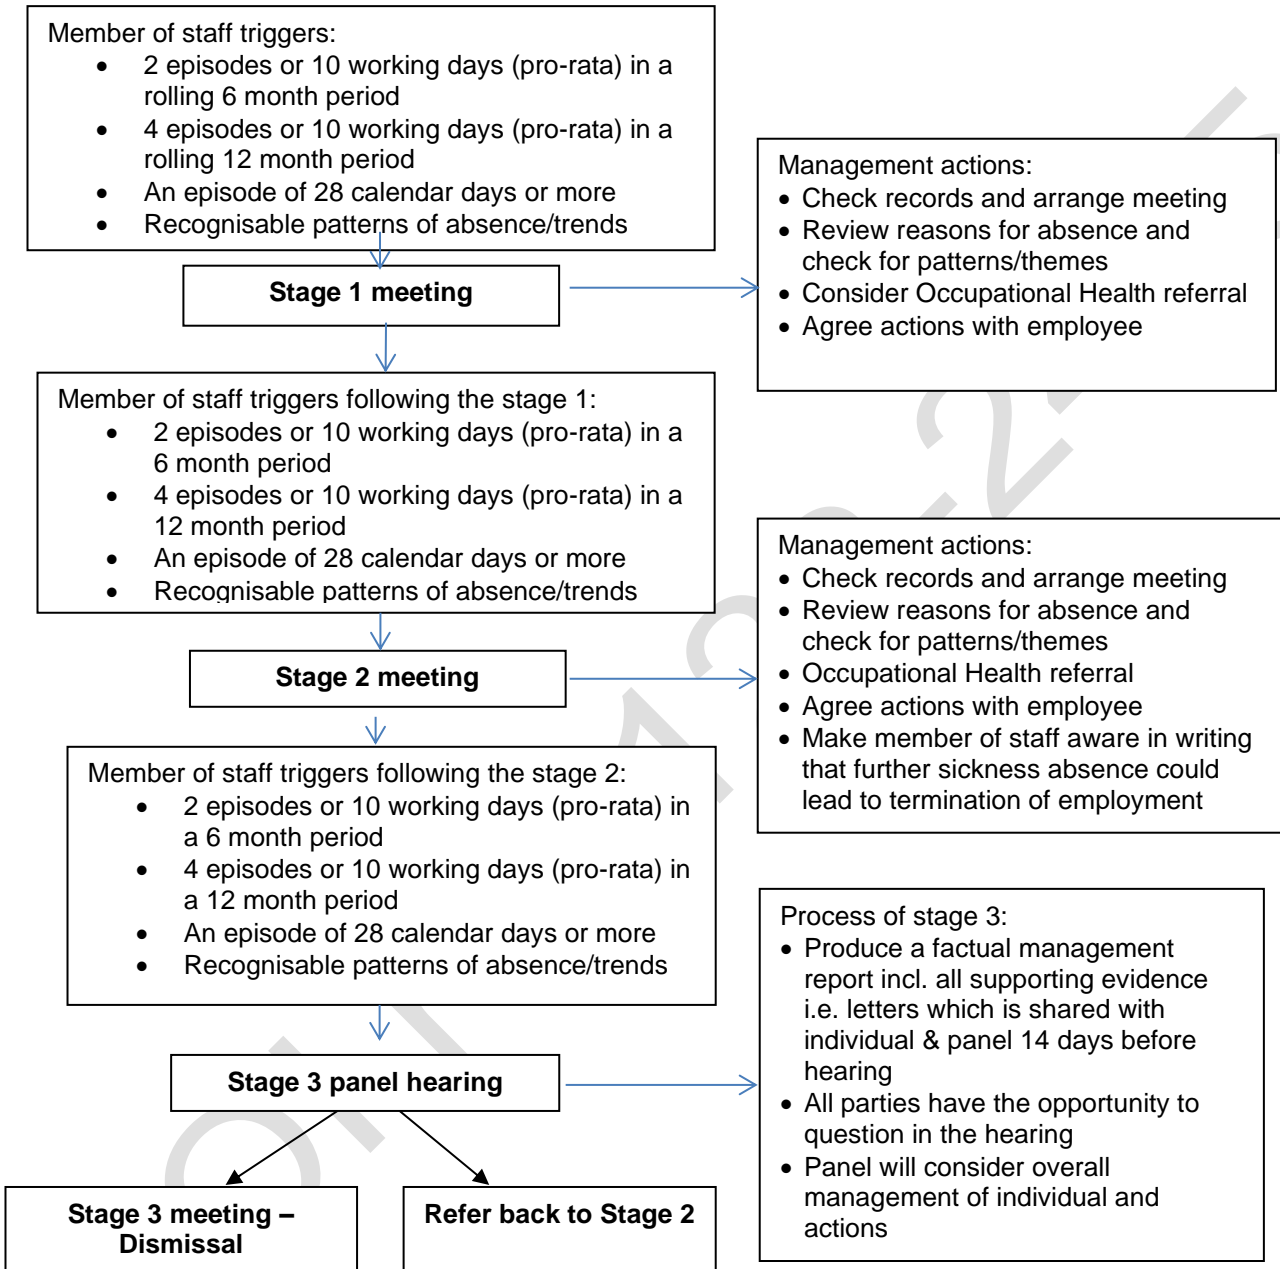 Member of staff triggers:
• 2 episodes or 10 working days (pro-rata) in a
rolling 6 month period
• 4 episodes or 10 working days (pro-rata) in a
rolling 12 month period
• An episode of 28 calendar days or more
• Recognisable patterns of absence/trends
Stage 1 meeting
Management actions:
• Check records and arrange meeting
• Review reasons for absence and
check for patterns/themes
• Consider Occupational Health referral
• Agree actions with employee
Member of staff triggers following the stage 1:
• 2 episodes or 10 working days (pro-rata) in a
6 month period
• 4 episodes or 10 working days (pro-rata) in a
12 month period
• An episode of 28 calendar days or more
• Recognisable patterns of absence/trends
Stage 2 meeting
Management actions:
• Check records and arrange meeting
• Review reasons for absence and
check for patterns/themes
• Occupational Health referral
• Agree actions with employee
• Make member of staff aware in writing
that further sickness absence could
lead to termination of employment
Member of staff triggers following the stage 2:
• 2 episodes or 10 working days (pro-rata) in
a 6 month period
• 4 episodes or 10 working days (pro-rata) in
a 12 month period
• An episode of 28 calendar days or more
• Recognisable patterns of absence/trends
Stage 3 panel hearing
Process of stage 3:
• Produce a factual management
report incl. all supporting evidence
i.e. letters which is shared with
individual & panel 14 days before
hearing
• All parties have the opportunity to
question in the hearing
• Panel will consider overall
management of individual and
actions
Stage 3 meeting –
Dismissal
Refer back to Stage 2